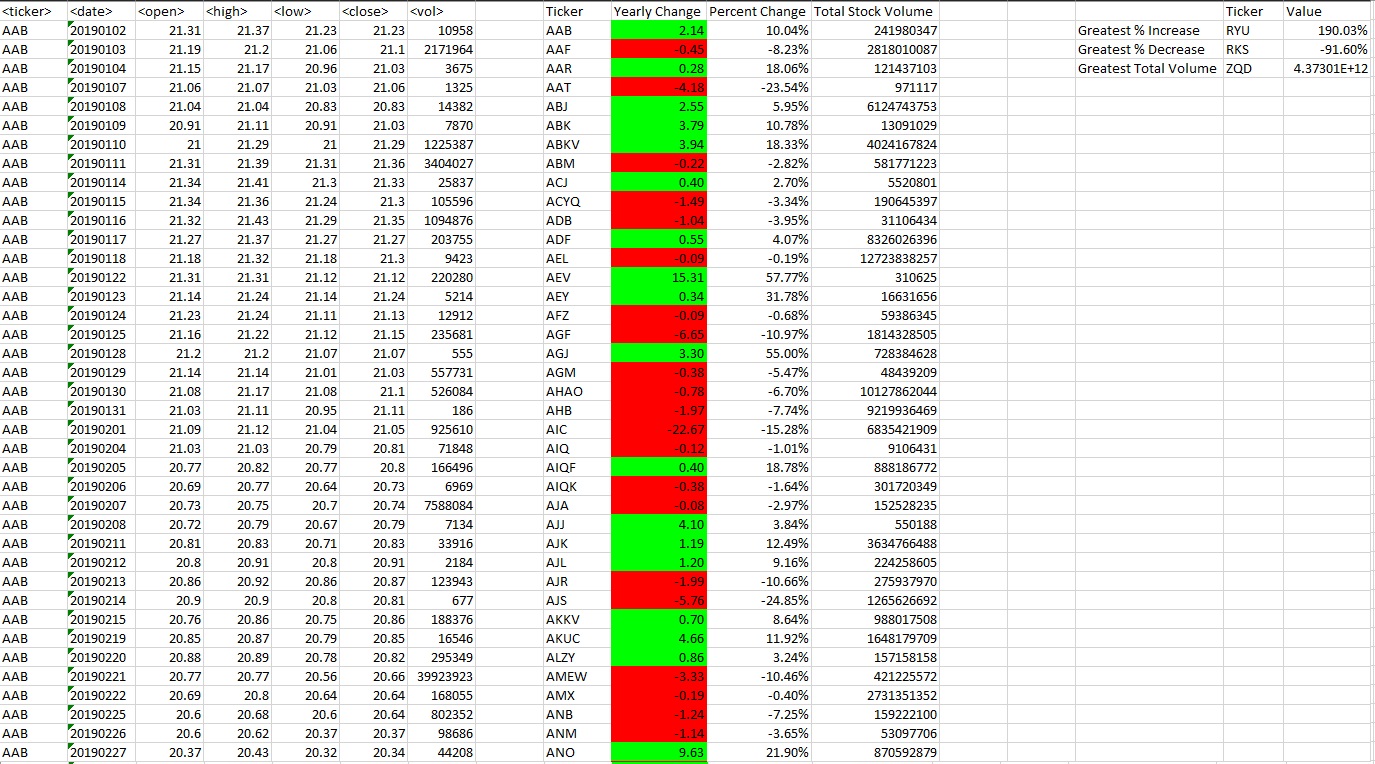 <ticker> <date> <open> <high> <low> <close> <vol> Ticker Yearly Change Percent Change Total Stock Volume Ticker Value
AAB 20190102 21.31 21.37 21.23 21.23 10958 AAB 2.14 10.04% 241980347 Greatest % Increase RYU 190.03%
AAB 20190103 21.19 21.2 21.06 21.1 2171964 AAF -0.45 -8.23% 2818010087 Greatest % Decrease RKS -91.60%
AAB 20190104 21.15 21.17 20.96 21.03 3675 AAR 0.28 18.06% 121437103 Greatest Total Volume ZQD 4.37301E+12
AAB 20190107 21.06 21.07 21.03 21.06 1325 AAT -4.18 -23.54% 971117
AAB 20190108 21.04 21.04 20.83 20.83 14382 ABJ 2.55 5.95% 6124743753
AAB 20190109 20.91 21.11 20.91 21.03 7870 ABK 3.79 10.78% 13091029
AAB 20190110 21 21.29 21 21.29 1225387 ABKV 3.94 18.33% 4024167824
AAB 20190111 21.31 21.39 21.31 21.36 3404027 ABM -0.22 -2.82% 581771223
AAB 20190114 21.34 21.41 21.3 21.33 25837 ACJ 0.40 2.70% 5520801
AAB 20190115 21.34 21.36 21.24 21.3 105596 ACYQ -1.49 -3.34% 190645397
AAB 20190116 21.32 21.43 21.29 21.35 1094876 ADB -1.04 -3.95% 31106434
AAB 20190117 21.27 21.37 21.27 21.27 203755 ADF 0.55 4.07% 8326026396
AAB 20190118 21.18 21.32 21.18 21.3 9423 AEL -0.09 -0.19% 12723838257
AAB 20190122 21.31 21.31 21.12 21.12 220280 AEV 15.31 57.77% 310625
AAB 20190123 21.14 21.24 21.14 21.24 5214 AEY 0.34 31.78% 16631656
AAB 20190124 21.23 21.24 21.11 21.13 12912 AFZ -0.09 -0.68% 59386345
AAB 20190125 21.16 21.22 21.12 21.15 235681 AGF -6.65 -10.97% 1814328505
AAB 20190128 21.2 21.2 21.07 21.07 555 AGJ 3.30 55.00% 728384628
AAB 20190129 21.14 21.14 21.01 21.03 557731 AGM -0.38 -5.47% 48439209
AAB 20190130 21.08 21.17 21.08 21.1 526084 AHAO -0.78 -6.70% 10127862044
AAB 20190131 21.03 21.11 20.95 21.11 186 AHB -1.97 -7.74% 9219936469
AAB 20190201 21.09 21.12 21.04 21.05 925610 AIC -22.67 -15.28% 6835421909
AAB 20190204 21.03 21.03 20.79 20.81 71848 AIQ -0.12 -1.01% 9106431
AAB 20190205 20.77 20.82 20.77 20.8 166496 AIQF 0.40 18.78% 888186772
AAB 20190206 20.69 20.77 20.64 20.73 6969 AIQK -0.38 -1.64% 301720349
AAB 20190207 20.73 20.75 20.7 20.74 7588084 AJA -0.08 -2.97% 152528235
AAB 20190208 20.72 20.79 20.67 20.79 7134 AJJ 4.10 3.84% 550188
AAB 20190211 20.81 20.83 20.71 20.83 33916 AJK 1.19 12.49% 3634766488
AAB 20190212 20.8 20.91 20.8 20.91 2184 AJL 1.20 9.16% 224258605
AAB 20190213 20.86 20.92 20.86 20.87 123943 AJR -1.99 -10.66% 275937970
AAB 20190214 20.9 20.9 20.8 20.81 677 AJS -5.76 -24.85% 1265626692
AAB 20190215 20.76 20.86 20.75 20.86 188376 AKKV 0.70 8.64% 988017508
AAB 20190219 20.85 20.87 20.79 20.85 16546 AKUC 4.66 11.92% 1648179709
AAB 20190220 20.88 20.89 20.78 20.82 295349 ALZY 0.86 3.24% 157158158
AAB 20190221 20.77 20.77 20.56 20.66 39923923 AMEW -3.33 -10.46% 421225572
AAB 20190222 20.69 20.8 20.64 20.64 168055 AMX -0.19 -0.40% 2731351352
AAB 20190225 20.6 20.68 20.6 20.64 802352 ANB -1.24 -7.25% 159222100
AAB 20190226 20.6 20.62 20.37 20.37 98686 ANM -1.14 -3.65% 53097706
AAB 20190227 20.37 20.43 20.32 20.34 44208 ANO 9.63 21.90% 870592879